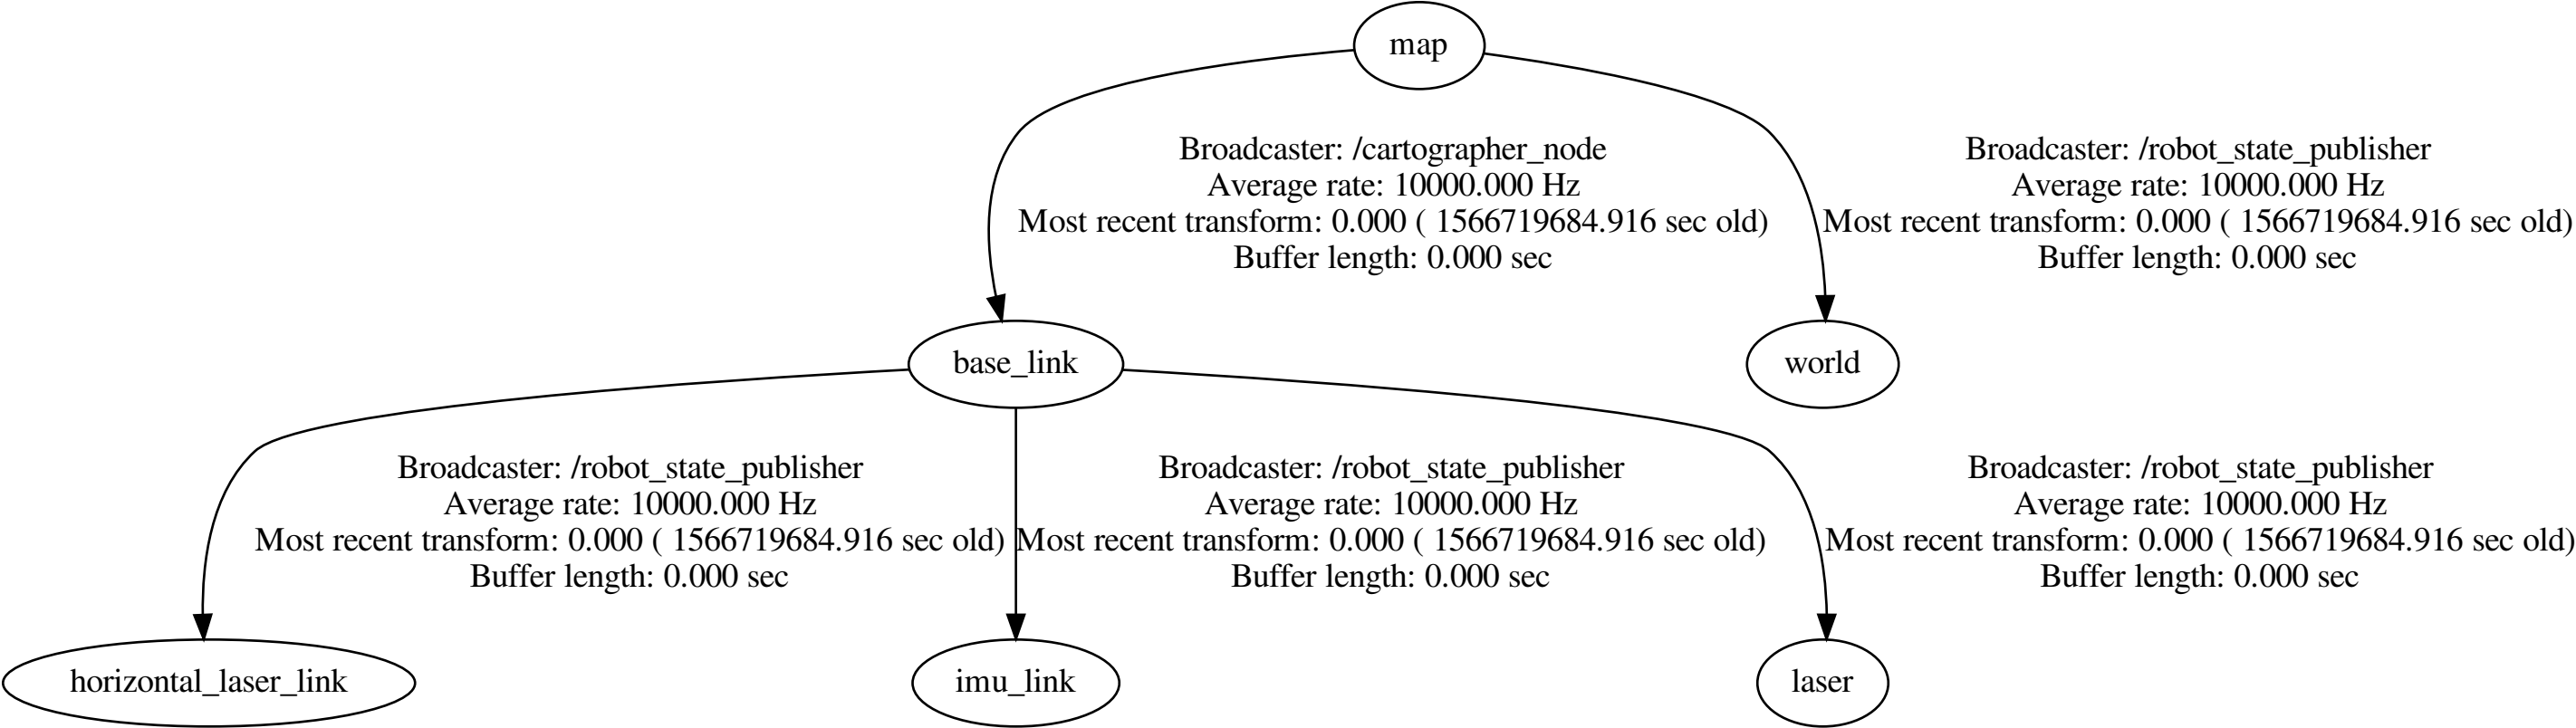 map
Broadcaster: /cartographer_node
Average rate: 10000.000 Hz
Most recent transform: 0.000 ( 1566719684.916 sec old)
Buffer length: 0.000 sec
Broadcaster: /robot_state_publisher
Average rate: 10000.000 Hz
Most recent transform: 0.000 ( 1566719684.916 sec old)
Buffer length: 0.000 sec
base_link
world
Broadcaster: /robot_state_publisher
Average rate: 10000.000 Hz
Most recent transform: 0.000 ( 1566719684.916 sec old)
Buffer length: 0.000 sec
Broadcaster: /robot_state_publisher
Average rate: 10000.000 Hz
Most recent transform: 0.000 ( 1566719684.916 sec old)
Buffer length: 0.000 sec
Broadcaster: /robot_state_publisher
Average rate: 10000.000 Hz
Most recent transform: 0.000 ( 1566719684.916 sec old)
Buffer length: 0.000 sec
horizontal_laser_link
imu_link
laser